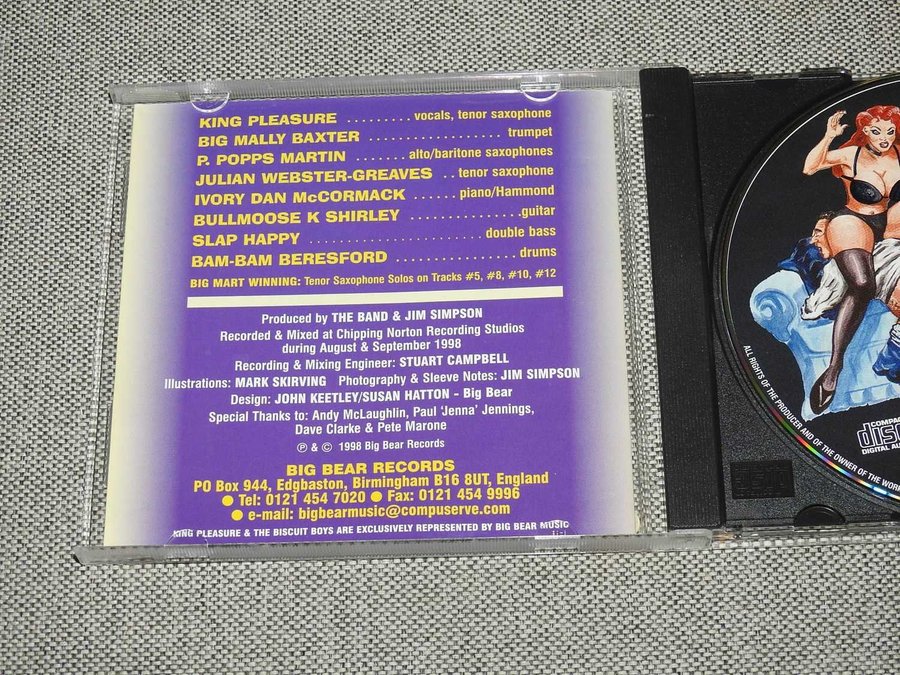 KING PLEASURE ......... vocals, tenor saxophone
BIG MALLY BAXTER .................... trumpet
P. POPPS MARTIN ....... alto/baritone saxophones
JULIAN WEBSTER-GREAVES .. tenor saxophone
IVORY DAN McCORMACK ....... piano/Hammond
BULLMOOSE K SHIRLEY ...............guitar
SLAP HAPPY ........................ double bass
BAM-BAM BERESFORD ................. drums
BIG MART WINNING: Tenor Saxophone Solos on Tracks #5, #8, #10, #12
Produced by THE BAND & JIM SIMPSON
Recorded & Mixed at Chipping Norton Recording Studios
during August & September 1998
Recording & Mixing Engineer: STUART CAMPBELL
Illustrations: MARK SKIRVING Photography & Sleeve Notes: JIM SIMPSON
Design: JOHN KEETLEY/SUSAN HATTON - Big Bear
Special Thanks to: Andy McLaughlin, Paul 'Jenna' Jennings,
Dave Clarke & Pete Marone
℗ & © 1998 Big Bear Records
BIG BEAR RECORDS
PO Box 944, Edgbaston, Birmingham B16 8UT, England
● Tel: 0121 454 7020 ● Fax: 0121 454 9996
● e-mail: bigbearmusic@compuserve.com
KING PLEASURE & THE BISCUIT BOYS ARE EXCLUSIVELY REPRESENTED BY BIG BEAR MUSIC
ALL RIGHTS OF THE PRODUCER AND OF THE OWNER OF THE WORK
COMPAC
disc
DIGITAL AU